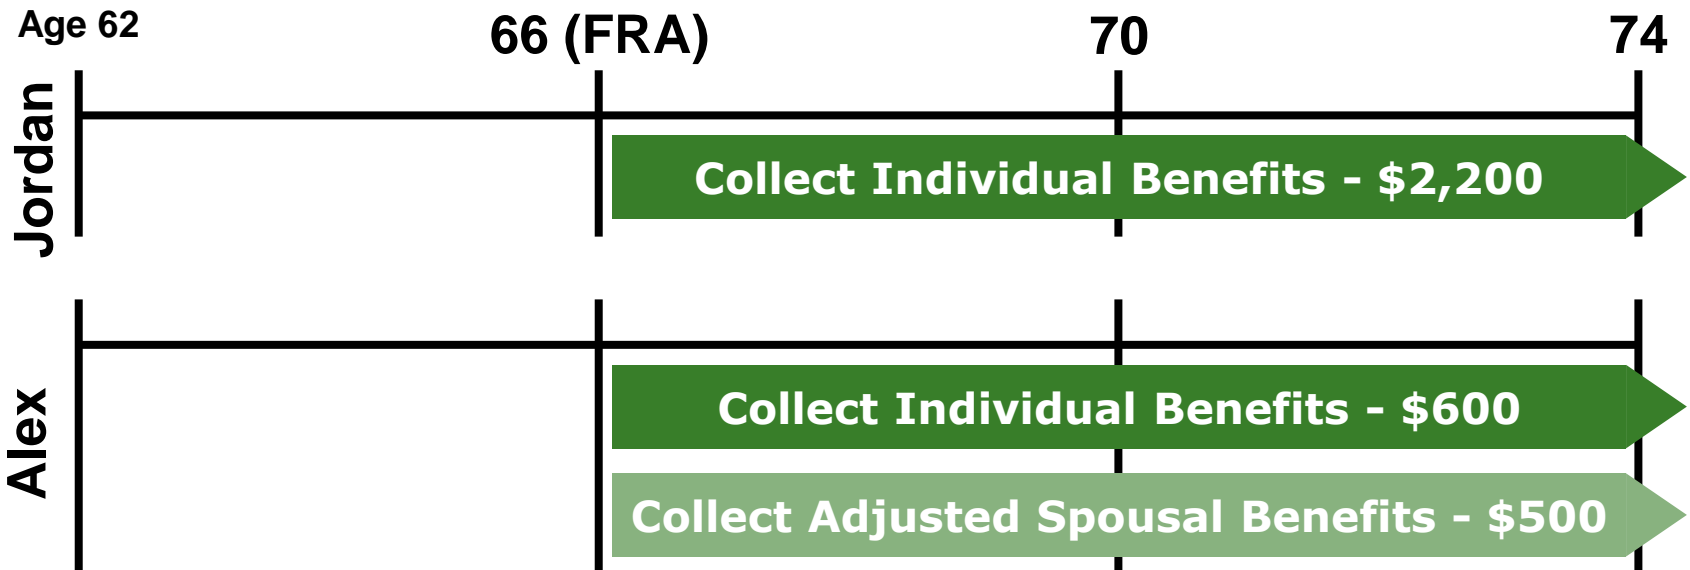 Age 62
66 (FRA)
70
74
Jordan
Collect Individual Benefits - $2,200
Alex
Collect Individual Benefits - $600
Collect Adjusted Spousal Benefits - $500